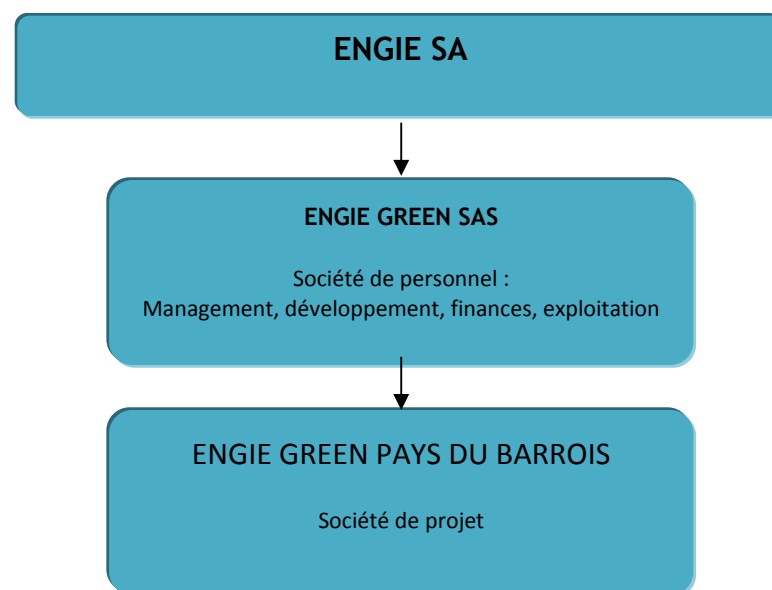 ENGIE SA
ENGIE GREEN SAS
Société de personnel :
Management, développement, finances, exploitation
ENGIE GREEN PAYS DU BARROIS
Société de projet